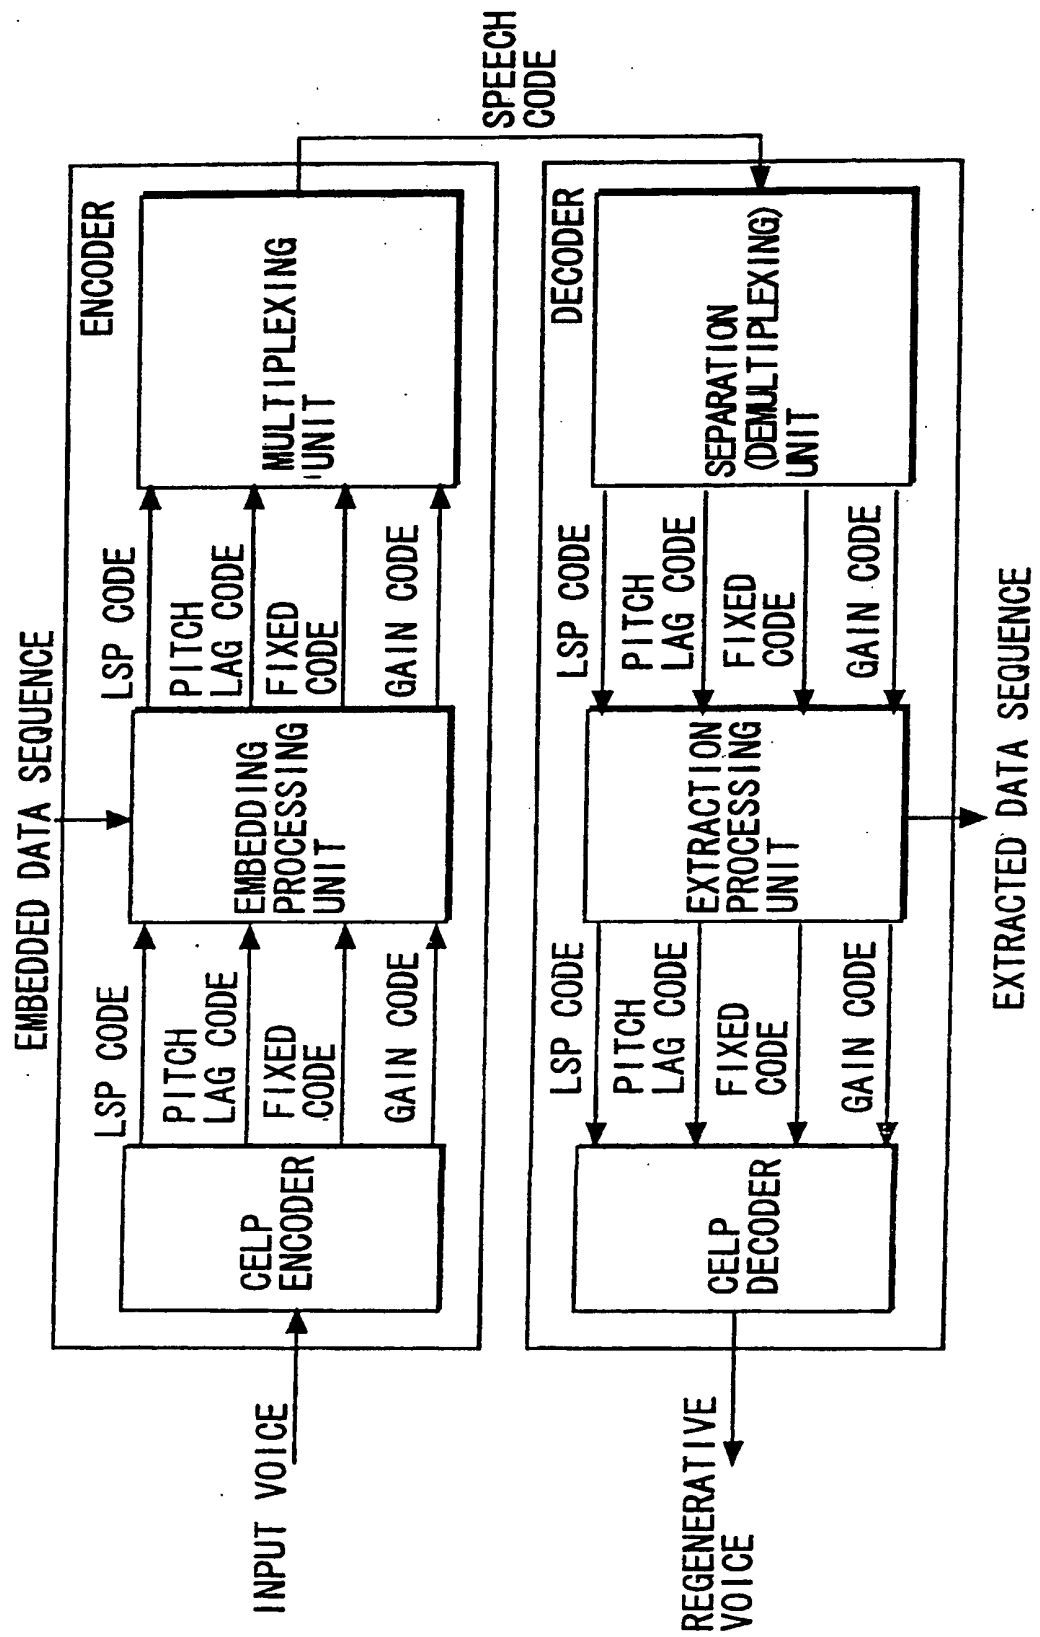 EMBEDDED DATA SEQUENCE
ENCODER
INPUT VOICE
CELP
ENCODER
LSP CODE
PITCH
LAG CODE
FIXED
CODE
GAIN CODE
EMBEDDING
PROCESSING
UNIT
LSP CODE
PITCH
LAG CODE
FIXED
CODE
GAIN CODE
MULTIPLEXING
UNIT
SPEECH
CODE
DECODER
SEPARATION
(DEMULTIPLEXING)
UNIT
LSP CODE
PITCH
LAG CODE
FIXED
CODE
GAIN CODE
EXTRACTION
PROCESSING
UNIT
LSP CODE
PITCH
LAG CODE
FIXED
CODE
GAIN CODE
CELP
DECODER
REGENERATIVE
VOICE
EXTRACTED DATA SEQUENCE